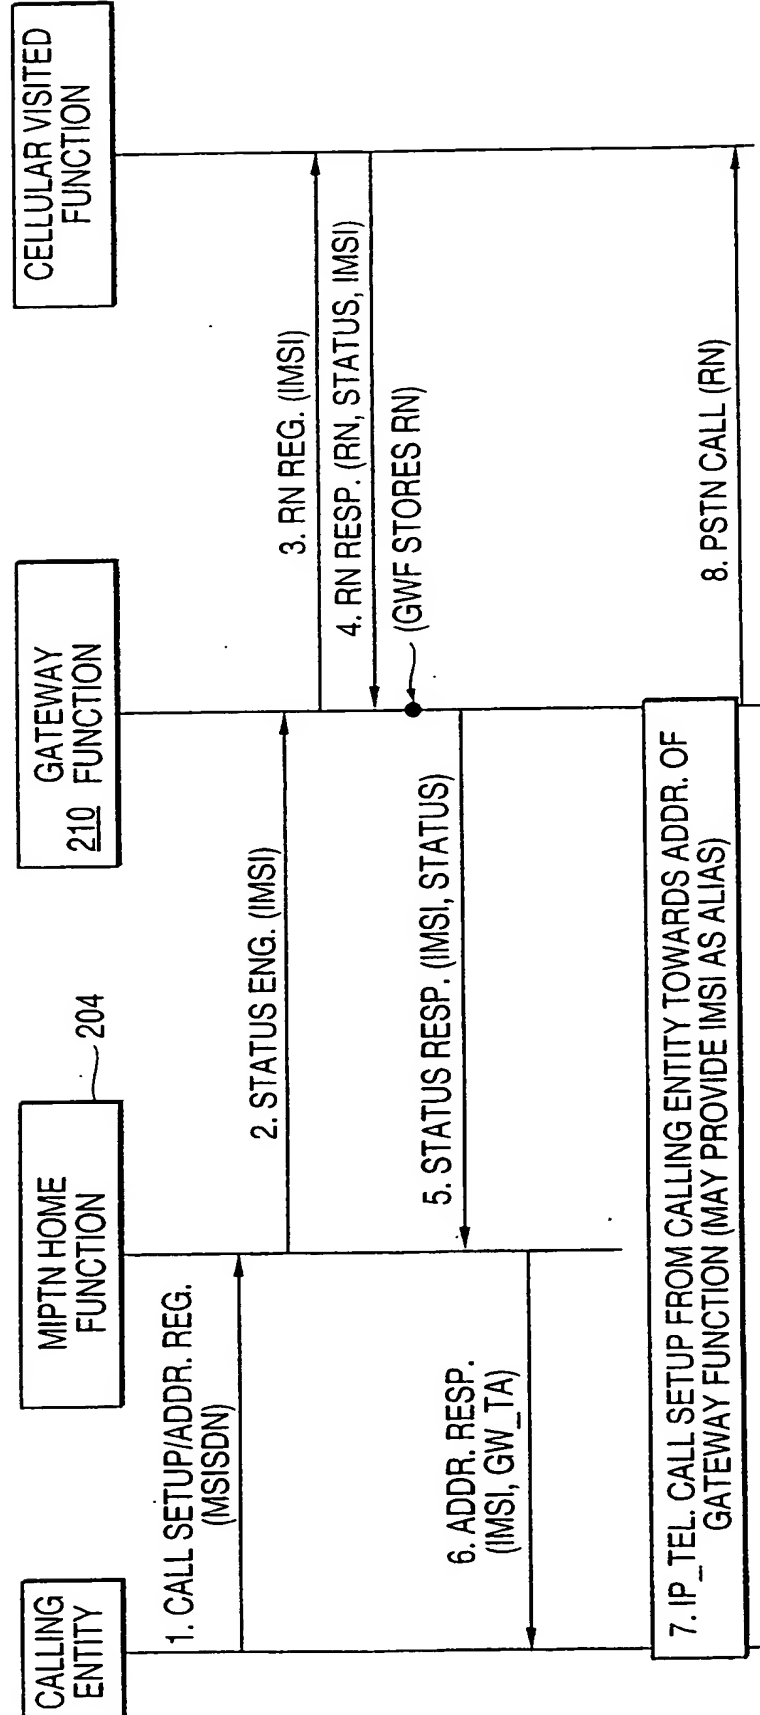 CALLING
ENTITY
MIPTN HOME
FUNCTION
204
GATEWAY
210 FUNCTION
CELLULAR VISITED
FUNCTION
1. CALL SETUP/ADDR. REG.
(MSISDN)
2. STATUS ENG. (IMSI)
3. RN REG. (IMSI)
4. RN RESP. (RN, STATUS, IMSI)
(GWF STORES RN)
5. STATUS RESP. (IMSI, STATUS)
6. ADDR. RESP.
(IMSI, GW_TA)
7. IP_TEL. CALL SETUP FROM CALLING ENTITY TOWARDS ADDR. OF
GATEWAY FUNCTION (MAY PROVIDE IMSI AS ALIAS)
8. PSTN CALL (RN)